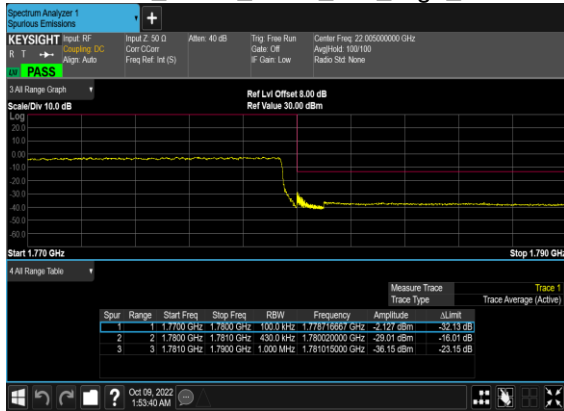 Spectrum Analyzer 1
Spurious Emissions
KEYSIGHT Input: RF
R T Coupling: DC
Align: Auto
LXI PASS
Input Z: 50 Ω
Corr CCorr
Freq Ref: Int (S)
Atten: 40 dB
Trig: Free Run
Gate: Off
IF Gain: Low
Center Freq: 22.005000000 GHz
Avg|Hold: 100/100
Radio Std: None
3 All Range Graph
Scale/Div 10.0 dB
Ref Lvl Offset 8.00 dB
Ref Value 30.00 dBm
Log
20.0
10.0
0.00
-10.0
-20.0
-30.0
-40.0
-50.0
-60.0
Start 1.770 GHz Stop 1.790 GHz
4 All Range Table
Measure Trace Trace 1
Trace Type Trace Average (Active)
Spur Range Start Freq Stop Freq RBW Frequency Amplitude ΔLimit
1 1 1.7700 GHz 1.7800 GHz 100.0 kHz 1.778716667 GHz -2.127 dBm -32.13 dB
2 2 1.7800 GHz 1.7810 GHz 430.0 kHz 1.780020000 GHz -29.01 dBm -16.01 dB
3 3 1.7810 GHz 1.7900 GHz 1.000 MHz 1.781015000 GHz -36.15 dBm -23.15 dB
?
Oct 09, 2022
1:53:40 AM